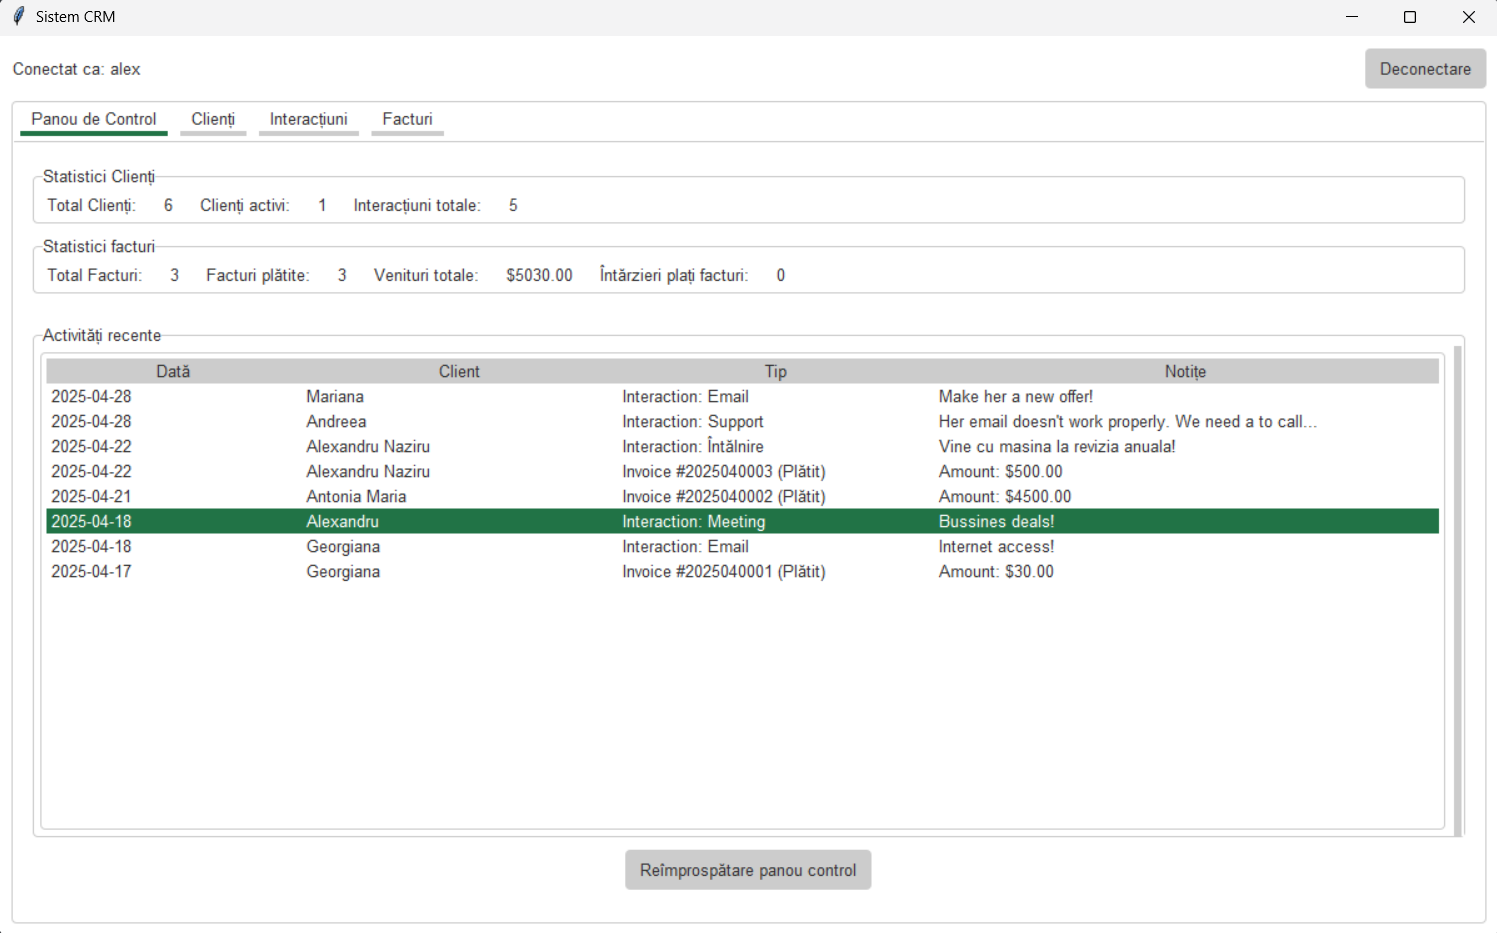 Sistem CRM
Conectat ca: alex
Deconectare
Panou de Control Clienți Interacțiuni Facturi
Statistici Clienți
Total Clienți: 6 Clienți activi: 1 Interacțiuni totale: 5
Statistici facturi
Total Facturi: 3 Facturi plătite: 3 Venituri totale: $5030.00 Întărzieri plați facturi: 0
Activități recente
Dată Client Tip Notițe
2025-04-28 Mariana Interaction: Email Make her a new offer!
2025-04-28 Andreea Interaction: Support Her email doesn't work properly. We need a to call...
2025-04-22 Alexandru Naziru Interaction: Întălnire Vine cu masina la revizia anuala!
2025-04-22 Alexandru Naziru Invoice #2025040003 (Plătit) Amount: $500.00
2025-04-21 Antonia Maria Invoice #2025040002 (Plătit) Amount: $4500.00
2025-04-18 Alexandru Interaction: Meeting Bussines deals!
2025-04-18 Georgiana Interaction: Email Internet access!
2025-04-17 Georgiana Invoice #2025040001 (Plătit) Amount: $30.00
Reîmprospătare panou control